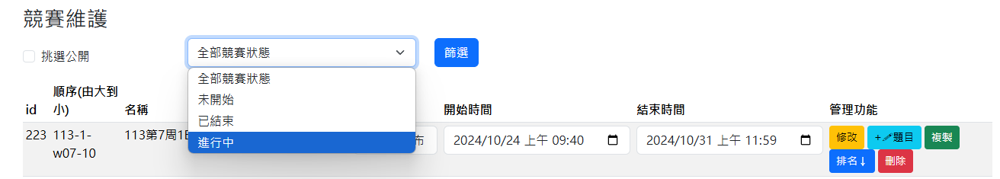 競賽維護
挑選公開
全部競賽狀態
篩選
全部競賽狀態
未開始
已結束
進行中
id
順序(由大到
小)
名稱
開始時間
結束時間
管理功能
223
113-1-
w07-10
113第7周1
布
2024/10/24 上午 09:40
2024/10/31 上午 11:59
修改
+題目
複製
排名↓
刪除